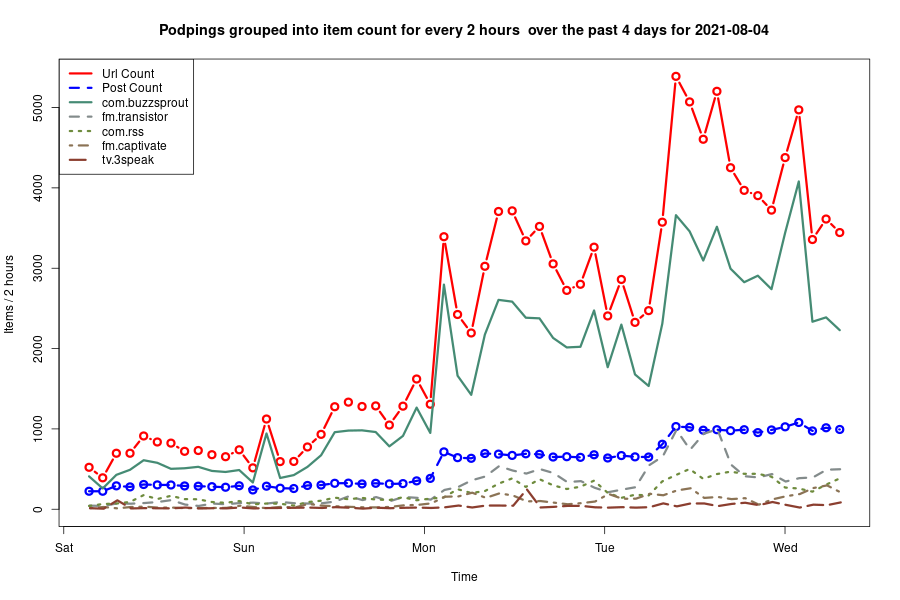 Podpings grouped into item count for every 2 hours  over the past 4 days for 2021-08-04
Url Count
Post Count
com.buzzsprout
fm.transistor
com.rss
fm.captivate
tv.3speak
Items / 2 hours
5000
4000
3000
2000
1000
0
Sat Sun Mon Tue Wed
Time